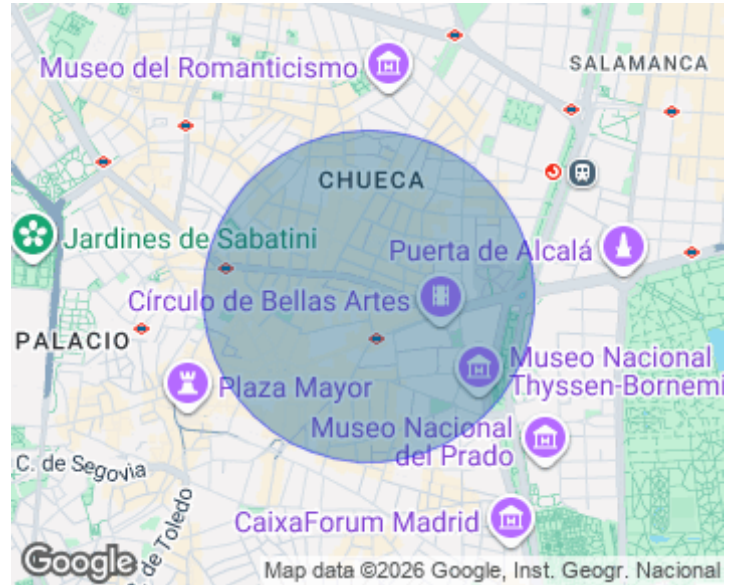 Museo del Romanticismo
SALAMANCA
CHUECA
Jardines de Sabatini
Puerta de Alcalá
Círculo de Bellas Artes
PALACIO
Museo Nacional
Thyssen-Bornemi
Plaza Mayor
Museo Nacional
del Prado
C. de Segovia
de Toledo
CaixaForum Madrid
Google
Map data ©2026 Google, Inst. Geogr. Nacional